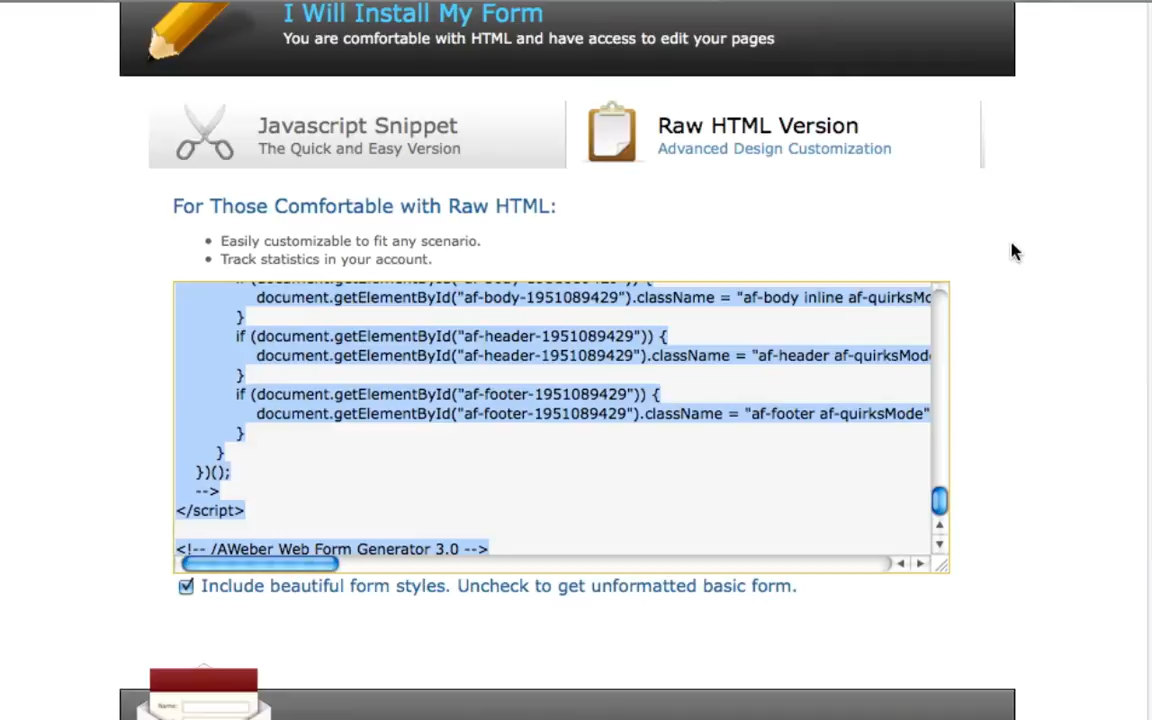 I Will Install My Form
You are comfortable with HTML and have access to edit your pages
Javascript Snippet
The Quick and Easy Version
Raw HTML Version
Advanced Design Customization
For Those Comfortable with Raw HTML:
• Easily customizable to fit any scenario.
• Track statistics in your account.
document.getElementById("af-body-1951089429").className = "af-body inline af-quirksMo
}
if (document.getElementById("af-header-1951089429")) {
document.getElementById("af-header-1951089429").className = "af-header af-quirksMod
}
if (document.getElementById("af-footer-1951089429")) {
document.getElementById("af-footer-1951089429").className = "af-footer af-quirksMode"
}
}
})();
-->
</script>
<!-- /AWeber Web Form Generator 3.0 -->
Include beautiful form styles. Uncheck to get unformatted basic form.
Name: